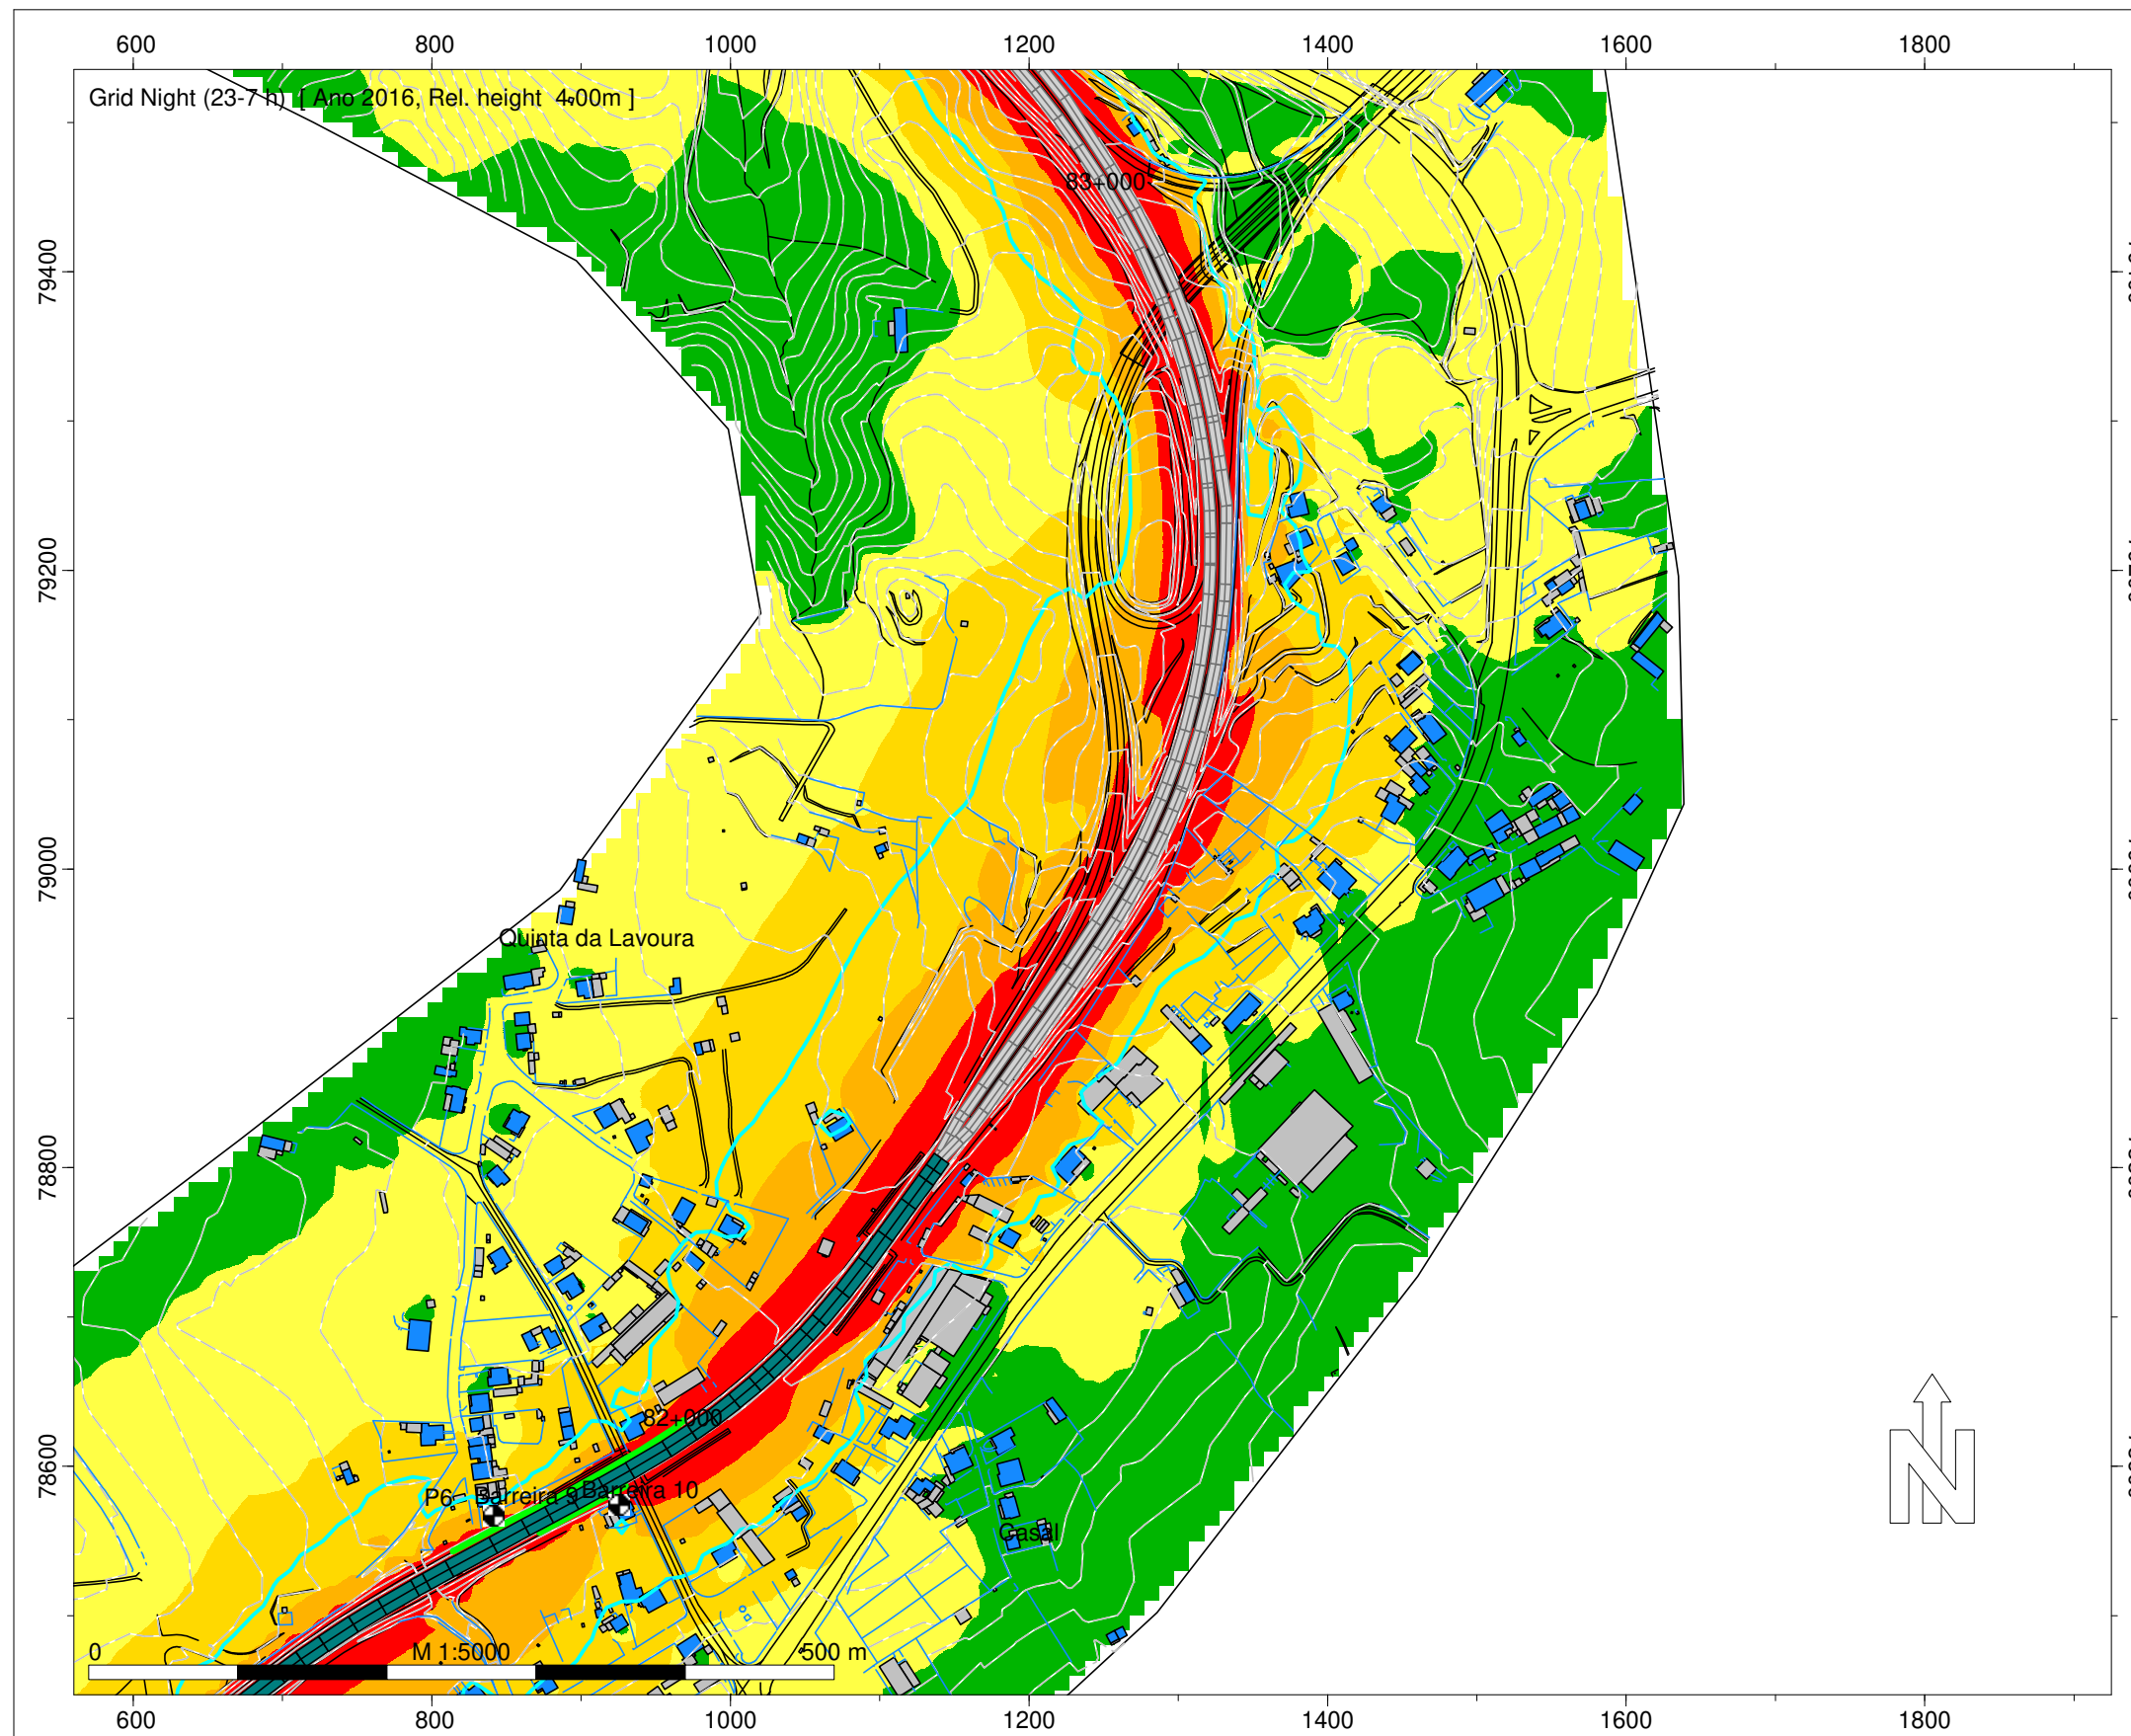 600 800 1000 1200 1400 1600 1800
Grid Night (23-7 h) [ Ano 2016, Rel. height 4.00m ]
83+000
79400
79200
79000
Quinta da Lavoura
78800
82+000
78600
P6 Barreira 9 Barreira 10
Casal
0 M 1:5000 500 m
N
600 800 1000 1200 1400 1600 1800